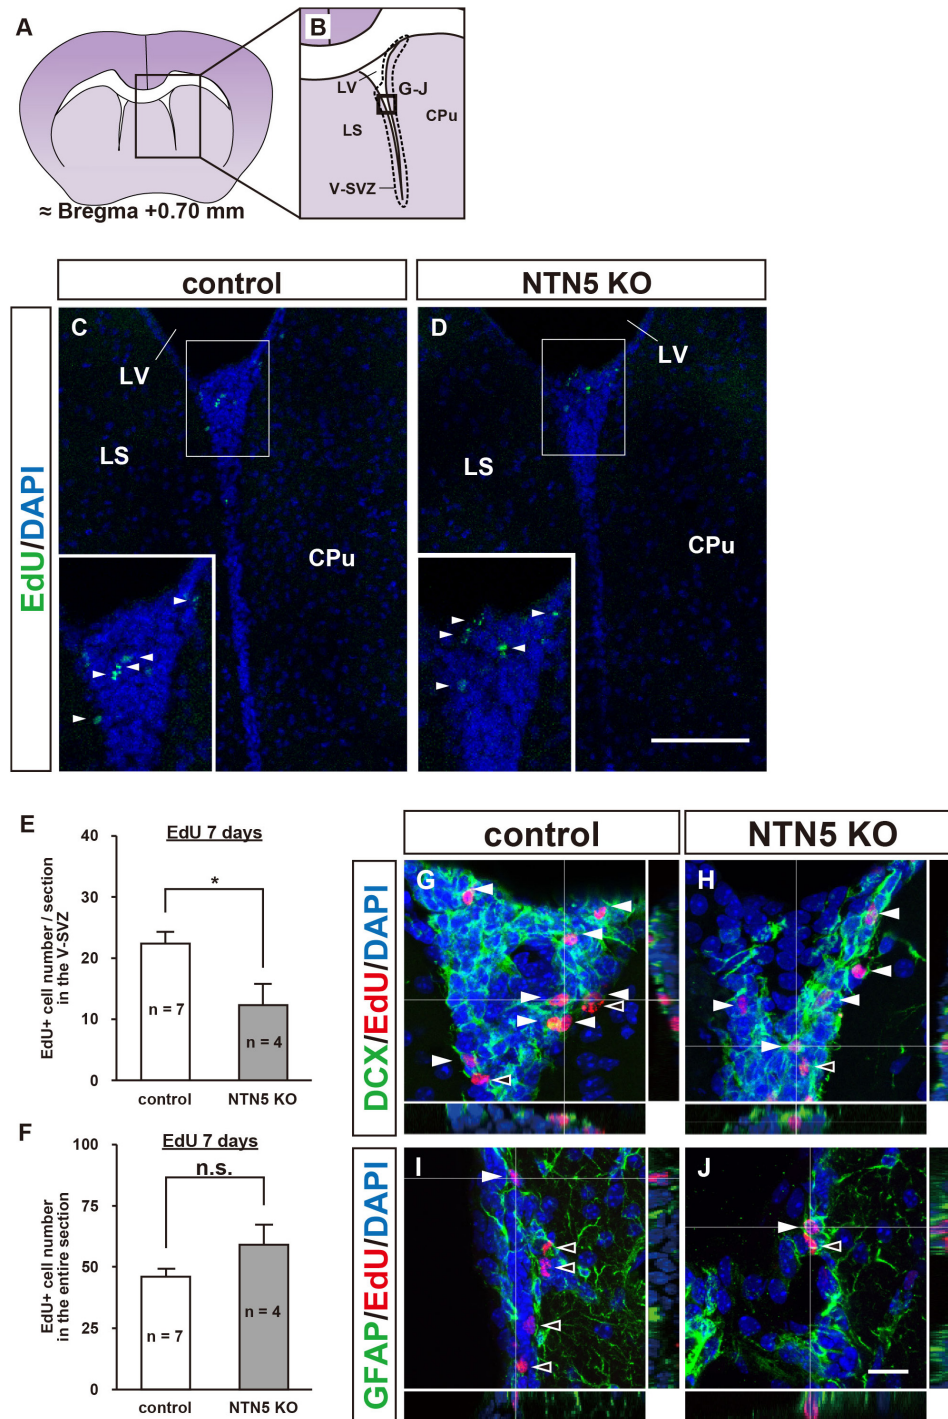 A
B
LV
G-J
CPu
LS
V-SVZ
≈ Bregma +0.70 mm
control
NTN5 KO
EdU/DAPI
C
LV
LS
CPu
D
LV
LS
CPu
E
EdU 7 days
EdU+ cell number / section
in the V-SVZ
40
30
20
10
0
*
n = 7
n = 4
control
NTN5 KO
F
EdU 7 days
n.s.
EdU+ cell number
in the entire section
100
75
50
25
0
n = 7
n = 4
control
NTN5 KO
control
NTN5 KO
DCX/EdU/DAPI
G
H
GFAP/EdU/DAPI
I
J